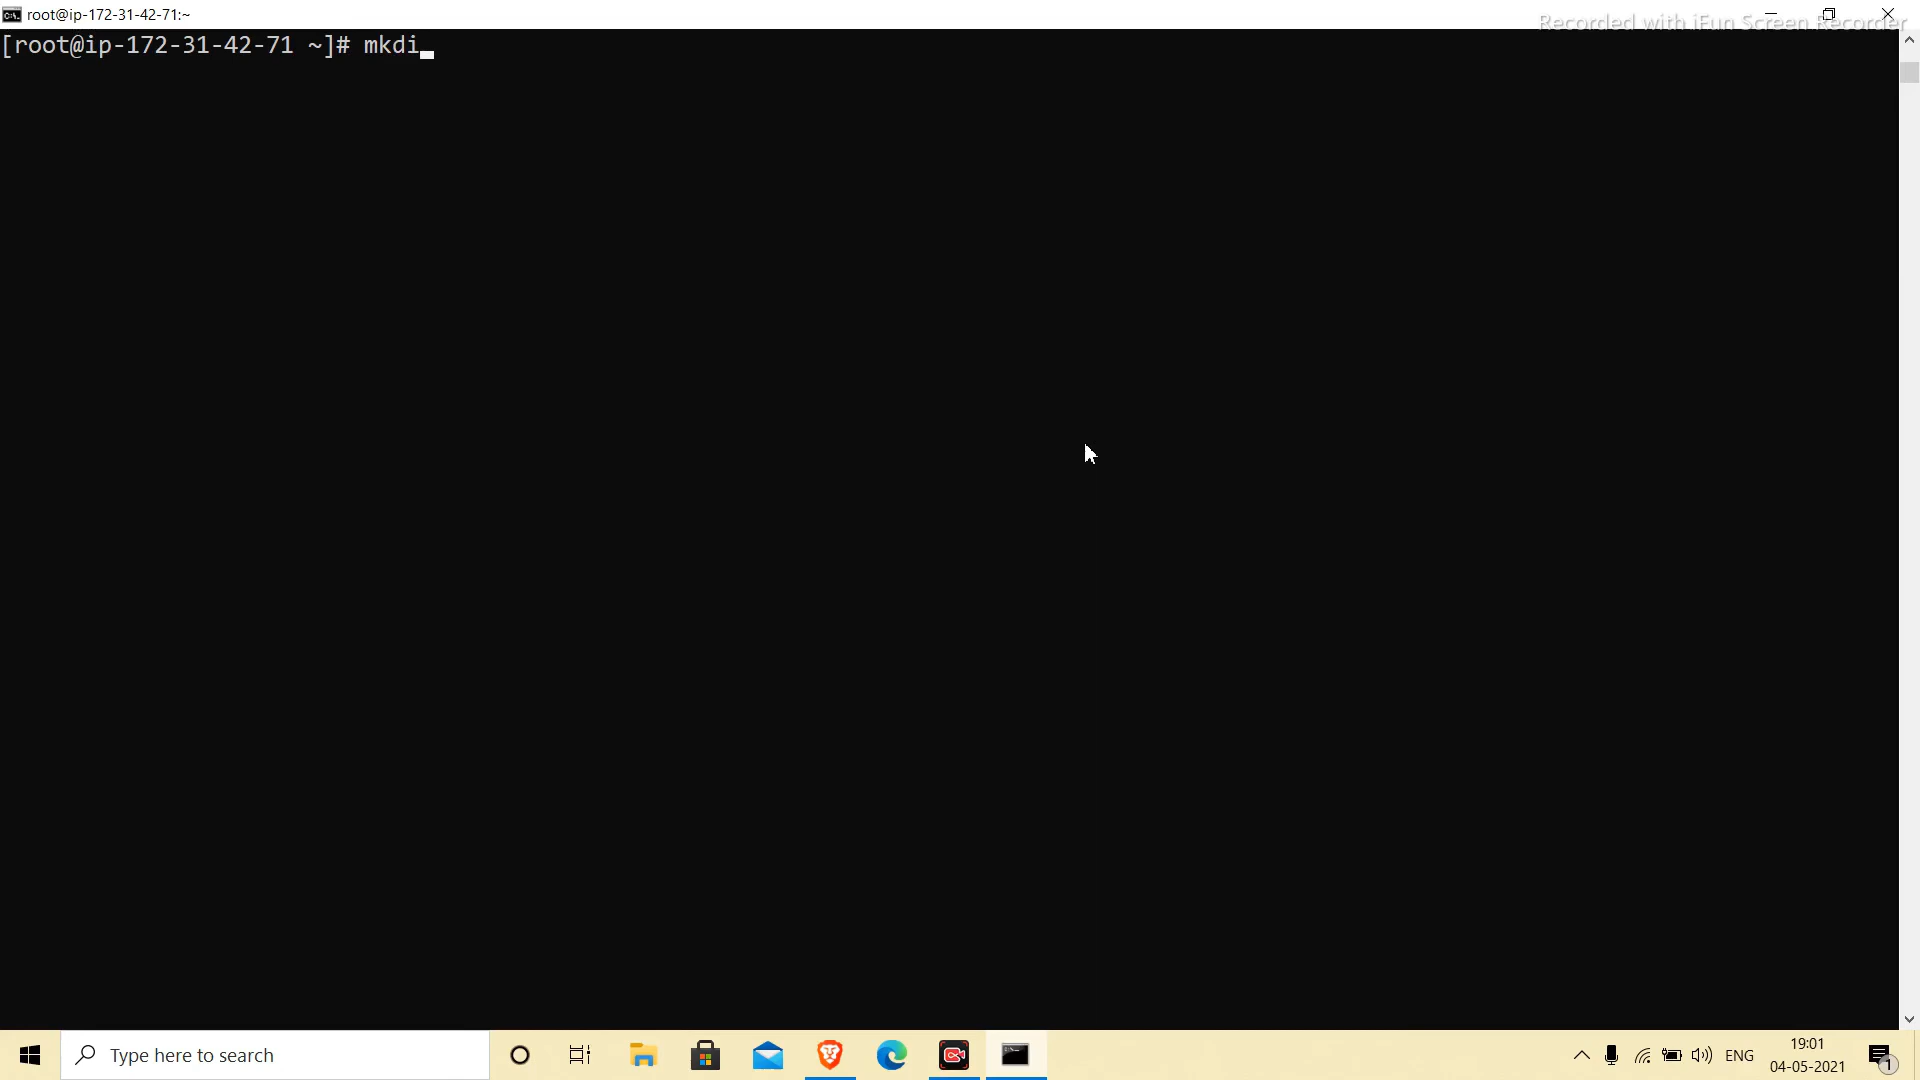 root@ip-172-31-42-71:~
Recorded with iFun Screen Recorder
[root@ip-172-31-42-71 ~]# mkdi
Type here to search
ENG
19:01
04-05-2021
1